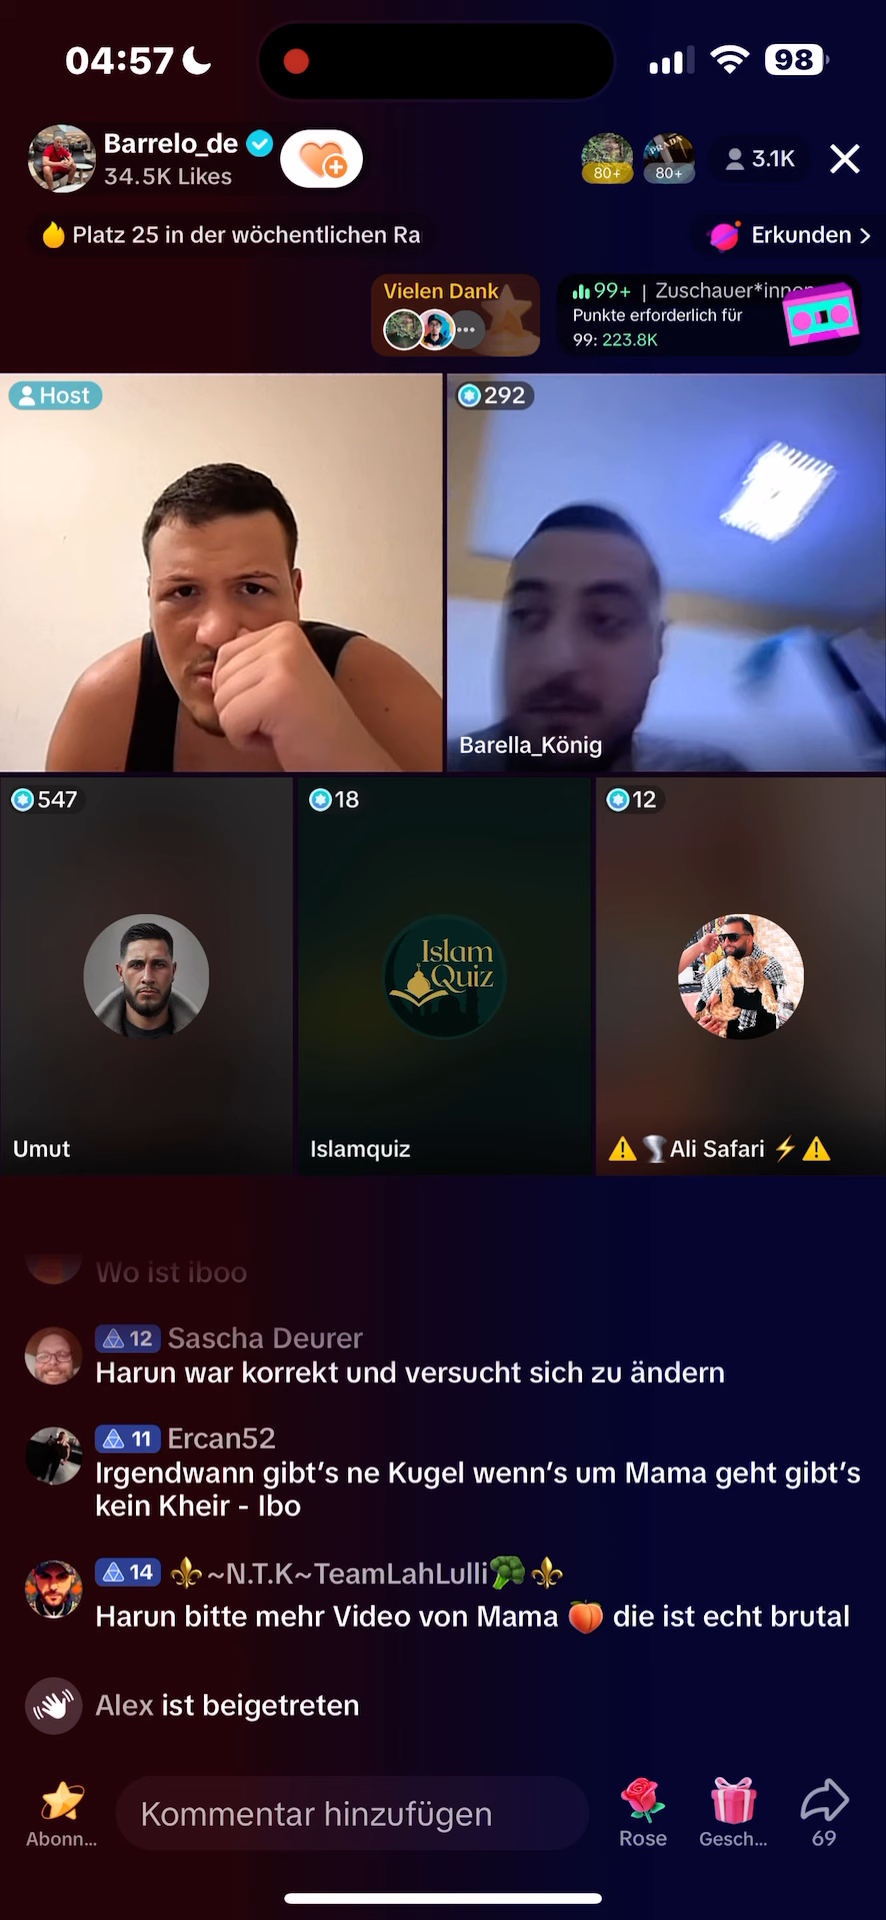 04:57
98
Barrelo_de
34.5K Likes
80+
PRADA
80+
3.1K
Platz 25 in der wöchentlichen Ra
Erkunden >
Vielen Dank
99+ | Zuschauer*innen
Punkte erforderlich für
99: 223.8K
Host
292
Barella_König
547
18
12
Islam
Quiz
Umut
Islamquiz
Ali Safari
Wo ist iboo
12 Sascha Deurer
Harun war korrekt und versucht sich zu ändern
11 Ercan52
Irgendwann gibt's ne Kugel wenn's um Mama geht gibt's
kein Kheir - Ibo
14 ⚜️~N.T.K~TeamLahLulli🥦⚜️
Harun bitte mehr Video von Mama 🍑 die ist echt brutal
Alex ist beigetreten
Abonn...
Kommentar hinzufügen
Rose
Gesch...
69